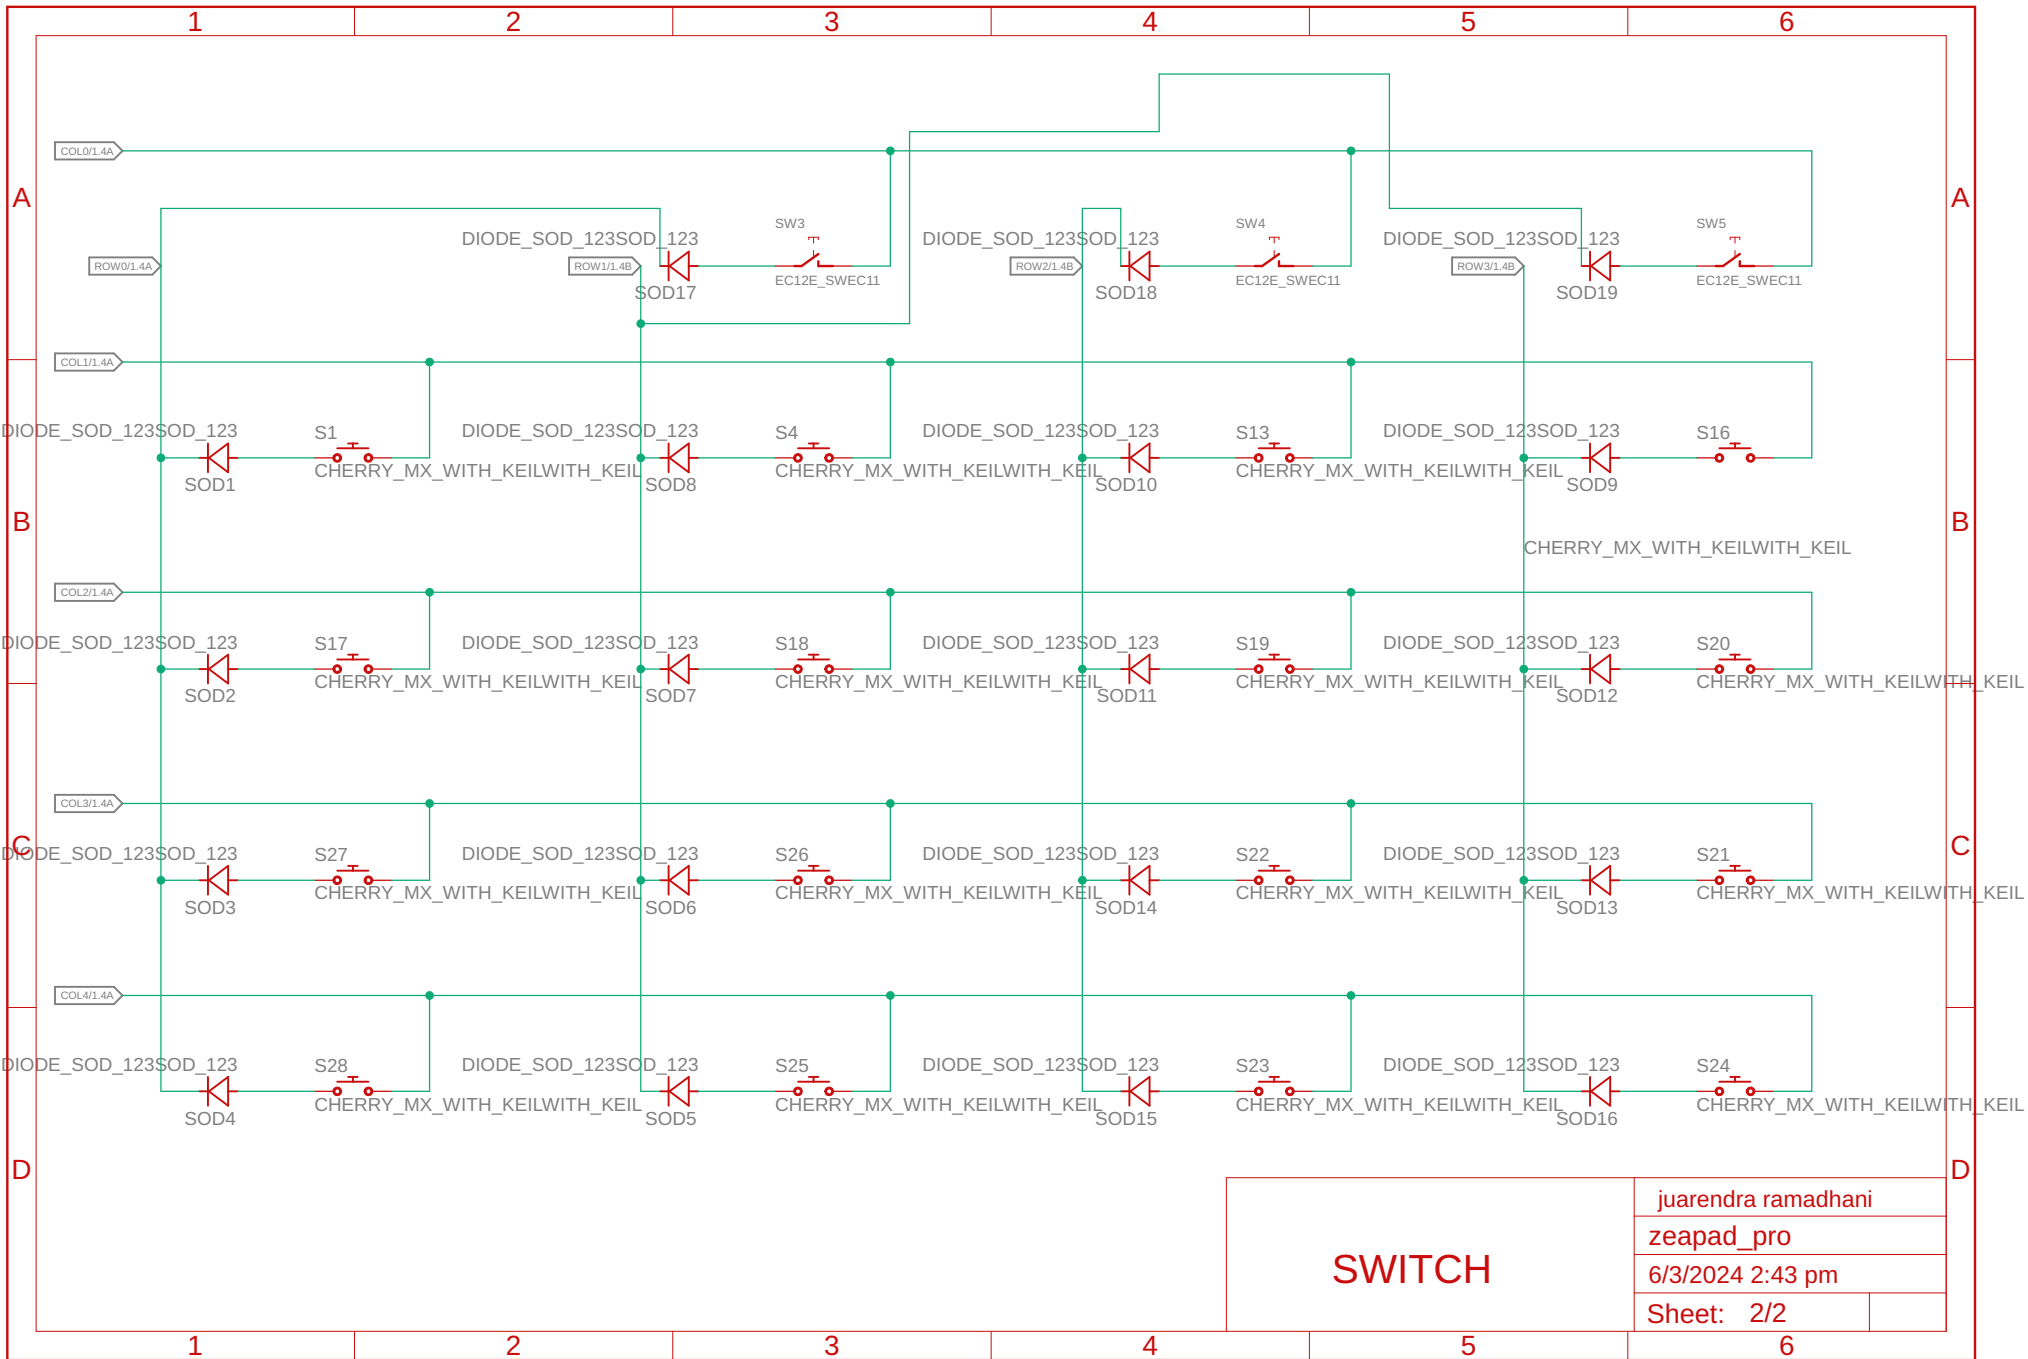 1 2 3 4 5 6
COL0/1.4A
A A
SW3 SW4 SW5
DIODE_SOD_123SOD_123 DIODE_SOD_123SOD_123 DIODE_SOD_123SOD_123
ROW0/1.4A ROW1/1.4B ROW2/1.4B ROW3/1.4B
EC12E_SWEC11 EC12E_SWEC11 EC12E_SWEC11
SOD17 SOD18 SOD19
COL1/1.4A
DIODE_SOD_123SOD_123 S1 DIODE_SOD_123SOD_123 S4 DIODE_SOD_123SOD_123 S13 DIODE_SOD_123SOD_123 S16
CHERRY_MX_WITH_KEILWITH_KEIL CHERRY_MX_WITH_KEILWITH_KEIL CHERRY_MX_WITH_KEILWITH_KEIL
SOD1 SOD8 SOD10 SOD9
B B
CHERRY_MX_WITH_KEILWITH_KEIL
COL2/1.4A
DIODE_SOD_123SOD_123 S17 DIODE_SOD_123SOD_123 S18 DIODE_SOD_123SOD_123 S19 DIODE_SOD_123SOD_123 S20
CHERRY_MX_WITH_KEILWITH_KEIL CHERRY_MX_WITH_KEILWITH_KEIL CHERRY_MX_WITH_KEILWITH_KEIL CHERRY_MX_WITH_KEILWITH_KEIL
SOD2 SOD7 SOD11 SOD12
COL3/1.4A
C C
DIODE_SOD_123SOD_123 S27 DIODE_SOD_123SOD_123 S26 DIODE_SOD_123SOD_123 S22 DIODE_SOD_123SOD_123 S21
CHERRY_MX_WITH_KEILWITH_KEIL CHERRY_MX_WITH_KEILWITH_KEIL CHERRY_MX_WITH_KEILWITH_KEIL CHERRY_MX_WITH_KEILWITH_KEIL
SOD3 SOD6 SOD14 SOD13
COL4/1.4A
DIODE_SOD_123SOD_123 S28 DIODE_SOD_123SOD_123 S25 DIODE_SOD_123SOD_123 S23 DIODE_SOD_123SOD_123 S24
CHERRY_MX_WITH_KEILWITH_KEIL CHERRY_MX_WITH_KEILWITH_KEIL CHERRY_MX_WITH_KEILWITH_KEIL CHERRY_MX_WITH_KEILWITH_KEIL
SOD4 SOD5 SOD15 SOD16
D D
juarendra ramadhani
zeapad_pro
SWITCH
6/3/2024 2:43 pm
Sheet: 2/2
1 2 3 4 5 6